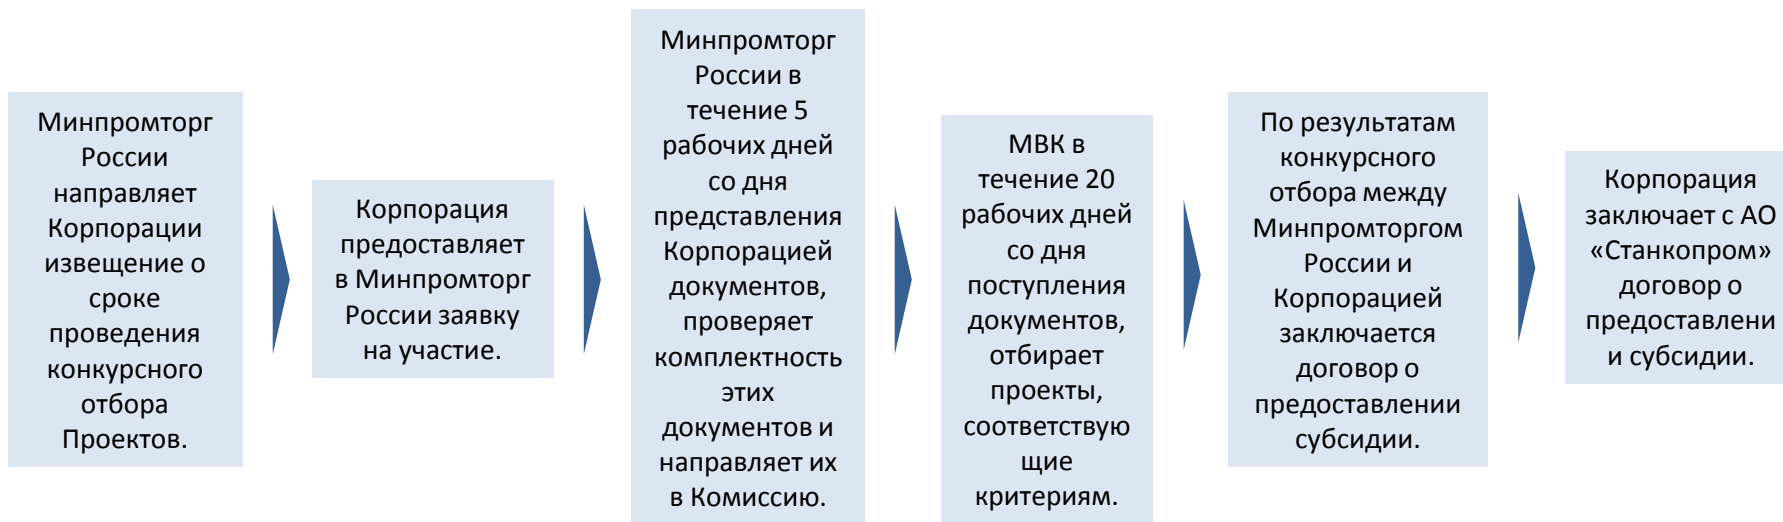 Минпромторг
России
направляет
Корпорации
извещение о
сроке
проведения
конкурсного
отбора
Проектов.
Корпорация
предоставляет
в Минпромторг
России заявку
на участие.
Минпромторг
России в
течение 5
рабочих дней
со дня
представления
Корпорацией
документов,
проверяет
комплектность
этих
документов и
направляет их
в Комиссию.
МВК в
течение 20
рабочих дней
со дня
поступления
документов,
отбирает
проекты,
соответствую
щие
критериям.
По результатам
конкурсного
отбора между
Минпромторгом
России и
Корпорацией
заключается
договор о
предоставлении
субсидии.
Корпорация
заключает с АО
«Станкопром»
договор о
предоставлени
и субсидии.